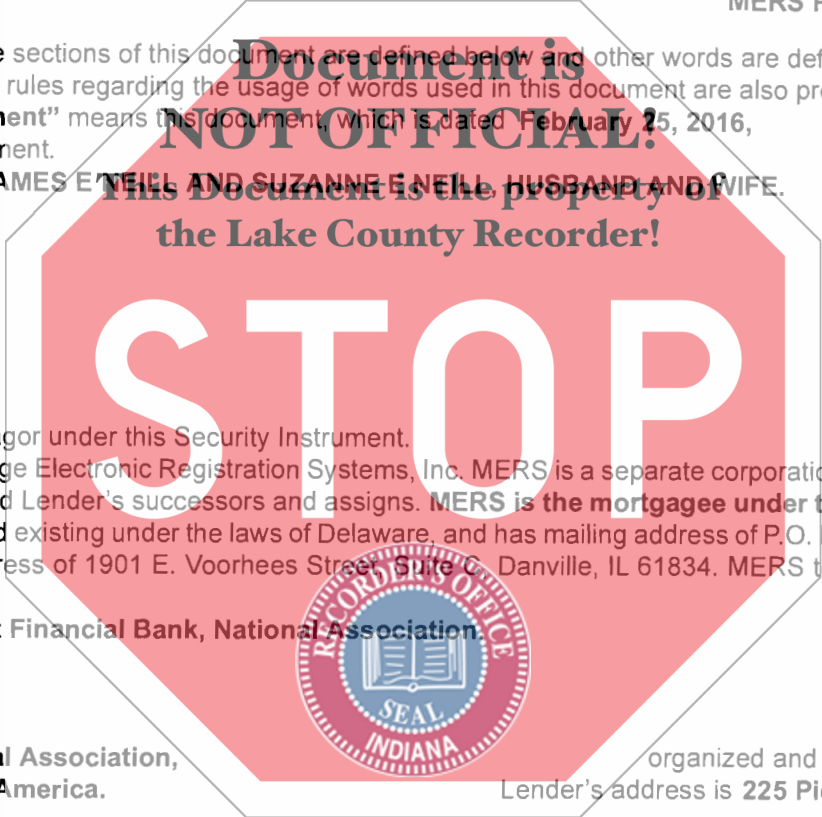 MERS
Document is
sections of this document are defined below and other words are def
rules regarding the usage of words used in this document are also pr
ent” means this document, which is dated February 25, 2016,
NOT OFFICIAL!
ment.
AMES E NEILL AND SUZANNE E NEILL, HUSBAND AND WIFE.
This Document is the property of
the Lake County Recorder!
STOP
gor under this Security Instrument.
ge Electronic Registration Systems, Inc. MERS is a separate corporatio
d Lender's successors and assigns. MERS is the mortgagee under t
d existing under the laws of Delaware, and has mailing address of P.O.
ess of 1901 E. Voorhees Street, Suite C, Danville, IL 61834. MERS t
Financial Bank, National Association.
RECORDER'S OFFICE
SEAL
INDIANA
l Association, organized and
America. Lender's address is 225 Pi